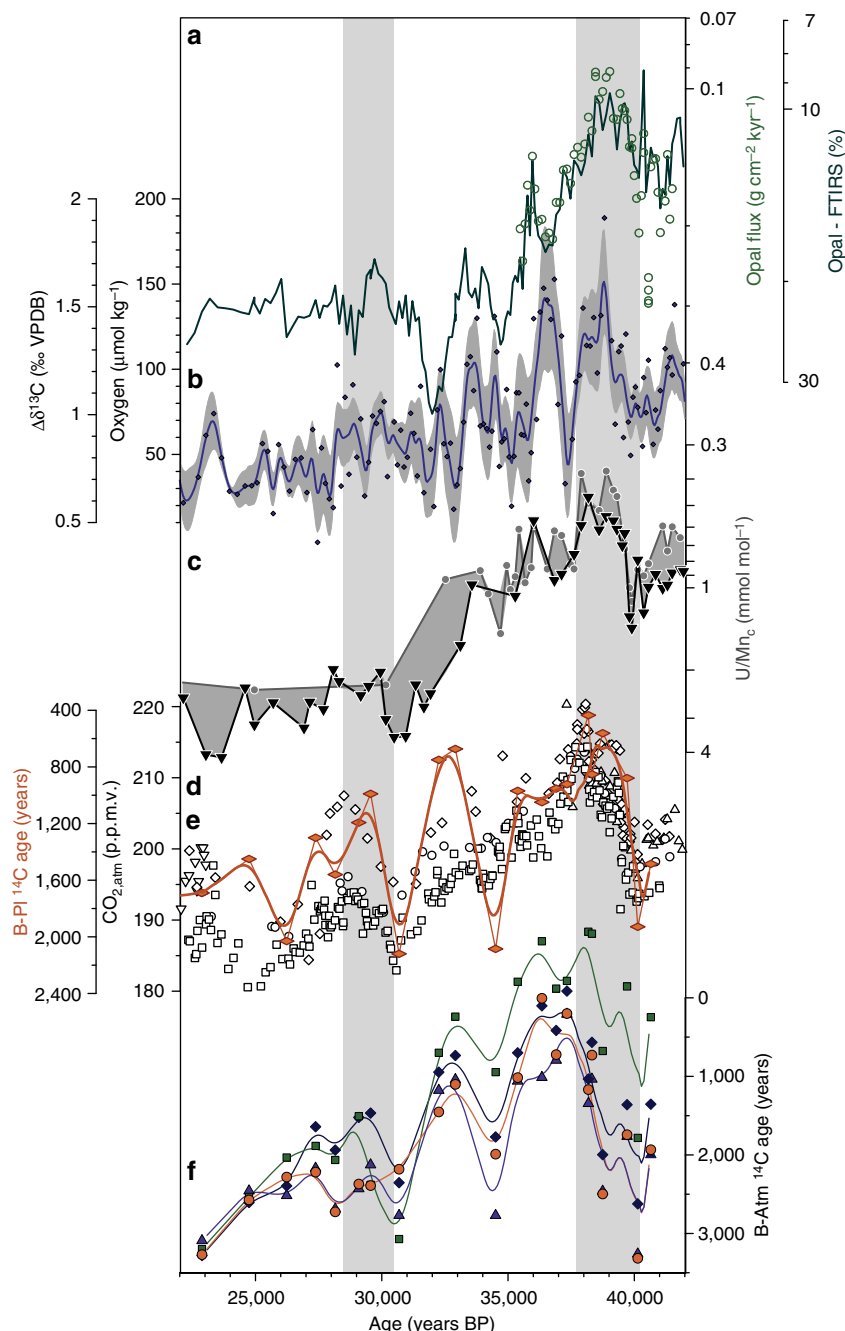 a
0.07
0.1
Opal flux (g cm⁻² kyr⁻¹)
7
10
30
Opal - FTIRS (%)
2
1.5
1
0.5
Δδ¹³C (‰ VPDB)
200
150
100
50
Oxygen (μmol kg⁻¹)
b
0.4
0.3
c
1
4
U/Mn_c (mmol mol⁻¹)
400
800
1,200
1,600
2,000
2,400
B-Pl ¹⁴C age (years)
220
210
200
190
180
CO₂,atm (p.p.m.v.)
d
e
0
1,000
2,000
3,000
B-Atm ¹⁴C age (years)
f
25,000
30,000
35,000
40,000
Age (years BP)